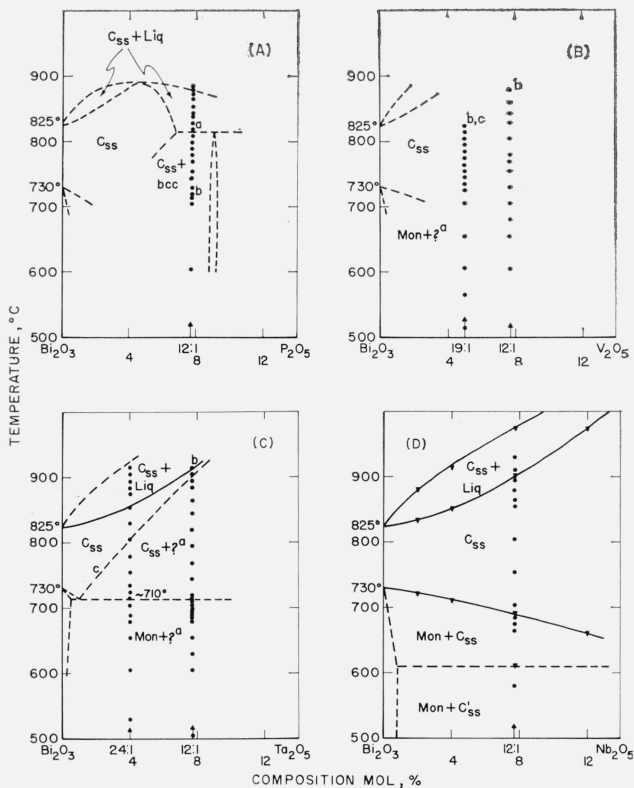 (A)
Css + Liq
900
825°
800
730°
700
600
500
Css
Css +
bcc
a
b
Bi2O3
4
12:1
8
12
P2O5
(B)
900
825°
800
730°
700
600
500
Css
Mon+?a
b,c
b
Bi2O3
19:1
4
12:1
8
12
V2O5
TEMPERATURE, °C
(C)
900
825°
800
730°
700
600
500
Css +
Liq
b
Css
Css+?a
c
~710°
Mon+?a
Bi2O3
24:1
4
12:1
8
12
Ta2O5
(D)
900
825°
800
730°
700
600
500
Css +
Liq
Css
Mon + Css
Mon + C'ss
Bi2O3
4
12:1
8
12
Nb2O5
COMPOSITION MOL, %